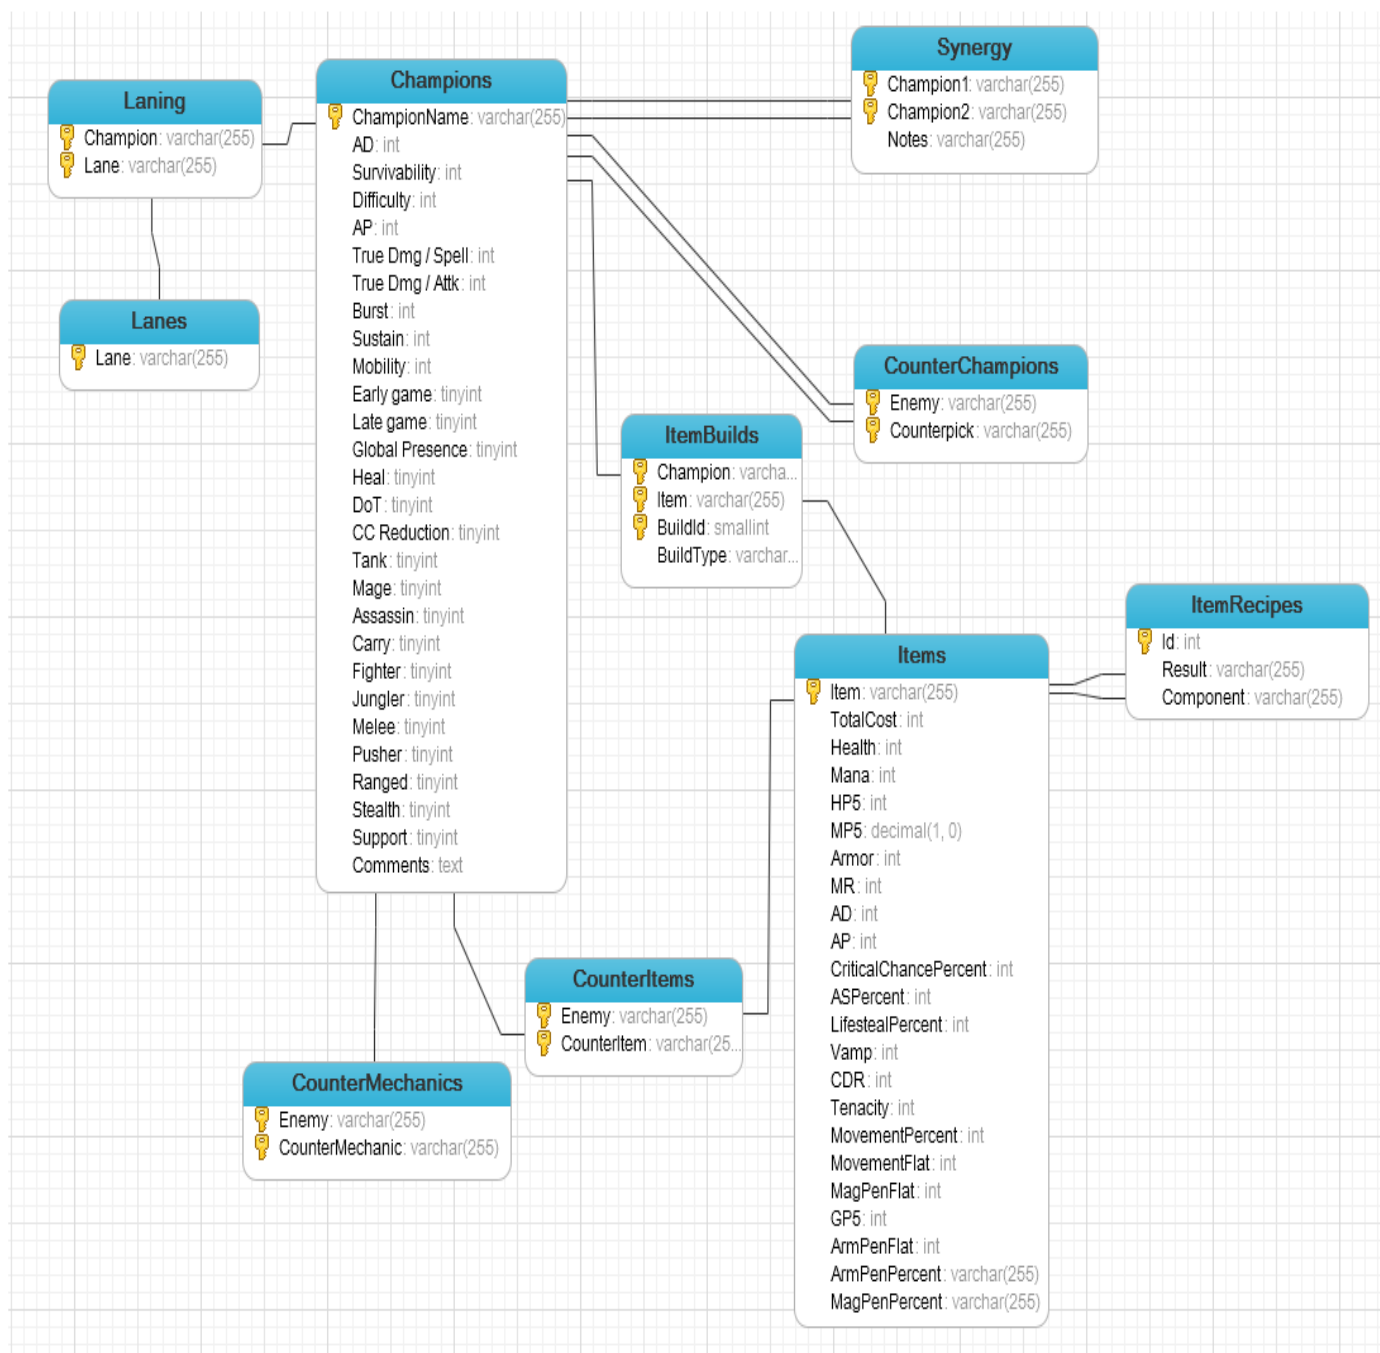 Laning
Champion: varchar(255)
Lane: varchar(255)
Lanes
Lane: varchar(255)
Champions
ChampionName: varchar(255)
AD: int
Survivability: int
Difficulty: int
AP: int
True Dmg / Spell: int
True Dmg / Attk: int
Burst: int
Sustain: int
Mobility: int
Early game: tinyint
Late game: tinyint
Global Presence: tinyint
Heal: tinyint
DoT: tinyint
CC Reduction: tinyint
Tank: tinyint
Mage: tinyint
Assassin: tinyint
Carry: tinyint
Fighter: tinyint
Jungler: tinyint
Melee: tinyint
Pusher: tinyint
Ranged: tinyint
Stealth: tinyint
Support: tinyint
Comments: text
Synergy
Champion1: varchar(255)
Champion2: varchar(255)
Notes: varchar(255)
CounterChampions
Enemy: varchar(255)
Counterpick: varchar(255)
ItemBuilds
Champion: varcha...
Item: varchar(255)
BuildId: smallint
BuildType: varchar...
ItemRecipes
Id: int
Result: varchar(255)
Component: varchar(255)
Items
Item: varchar(255)
TotalCost: int
Health: int
Mana: int
HP5: int
MP5: decimal(1, 0)
Armor: int
MR: int
AD: int
AP: int
CriticalChancePercent: int
ASPercent: int
LifestealPercent: int
Vamp: int
CDR: int
Tenacity: int
MovementPercent: int
MovementFlat: int
MagPenFlat: int
GP5: int
ArmPenFlat: int
ArmPenPercent: varchar(255)
MagPenPercent: varchar(255)
CounterItems
Enemy: varchar(255)
CounterItem: varchar(25...
CounterMechanics
Enemy: varchar(255)
CounterMechanic: varchar(255)